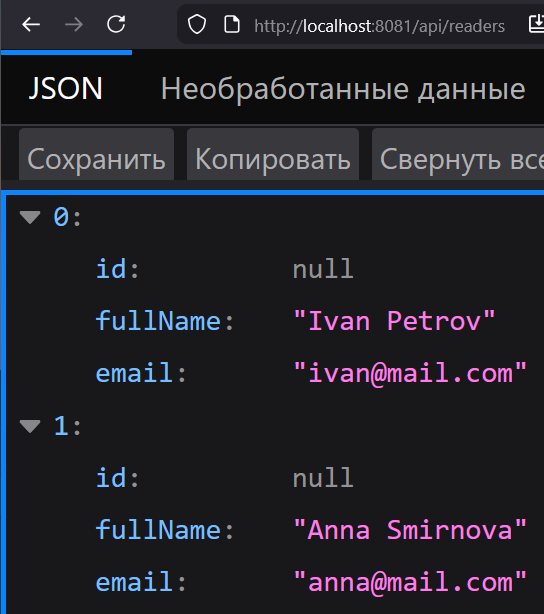 http://localhost:8081/api/readers
JSON Необработанные данные
Сохранить Копировать Свернуть все
0:
id: null
fullName: "Ivan Petrov"
email: "ivan@mail.com"
1:
id: null
fullName: "Anna Smirnova"
email: "anna@mail.com"